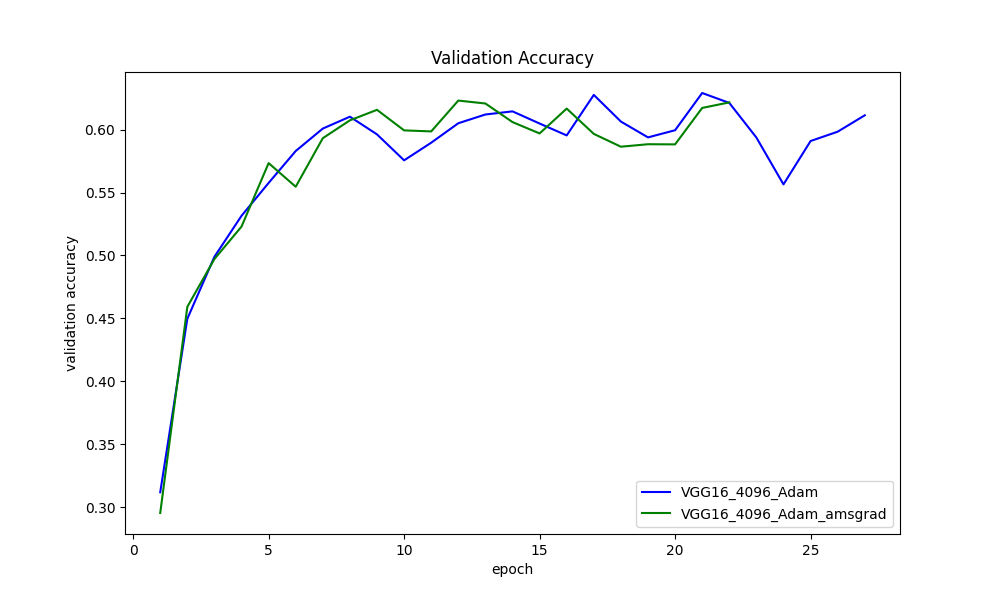 Validation Accuracy
validation accuracy
0.60
0.55
0.50
0.45
0.40
0.35
0.30
0 5 10 15 20 25
epoch
VGG16_4096_Adam
VGG16_4096_Adam_amsgrad